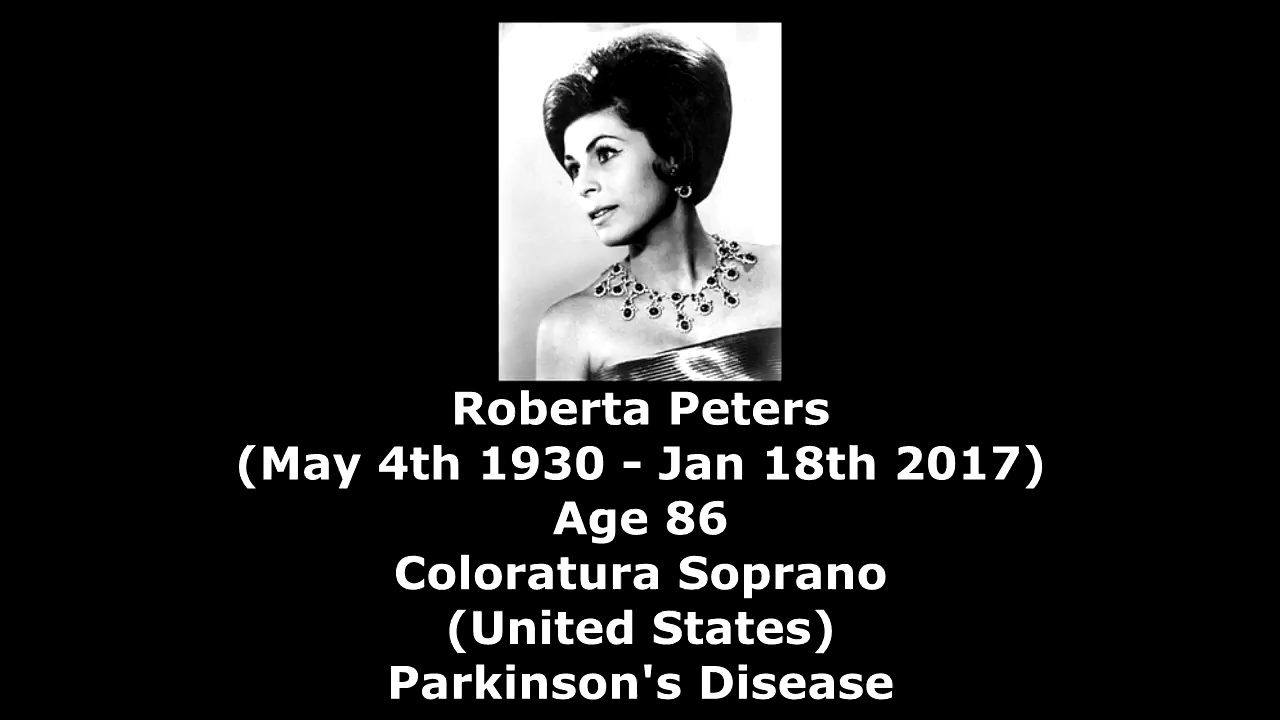 Roberta Peters
(May 4th 1930 - Jan 18th 2017)
Age 86
Coloratura Soprano
(United States)
Parkinson's Disease